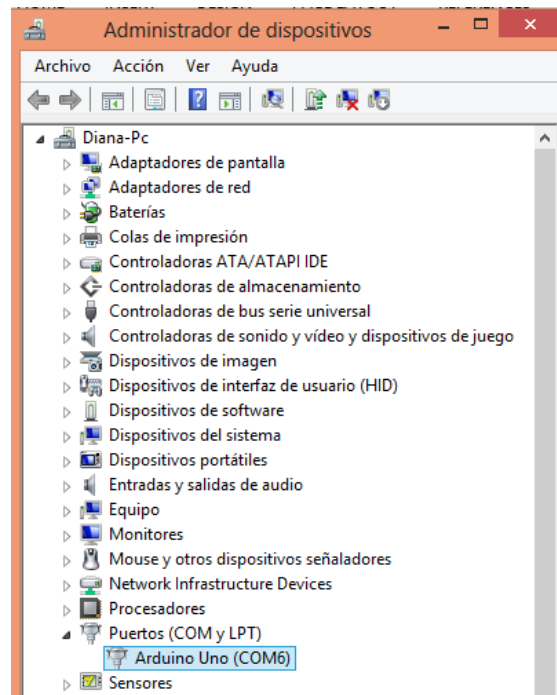 Administrador de dispositivos
Archivo Acción Ver Ayuda
Diana-Pc
Adaptadores de pantalla
Adaptadores de red
Baterías
Colas de impresión
Controladoras ATA/ATAPI IDE
Controladoras de almacenamiento
Controladoras de bus serie universal
Controladoras de sonido y vídeo y dispositivos de juego
Dispositivos de imagen
Dispositivos de interfaz de usuario (HID)
Dispositivos de software
Dispositivos del sistema
Dispositivos portátiles
Entradas y salidas de audio
Equipo
Monitores
Mouse y otros dispositivos señaladores
Network Infrastructure Devices
Procesadores
Puertos (COM y LPT)
Arduino Uno (COM6)
Sensores